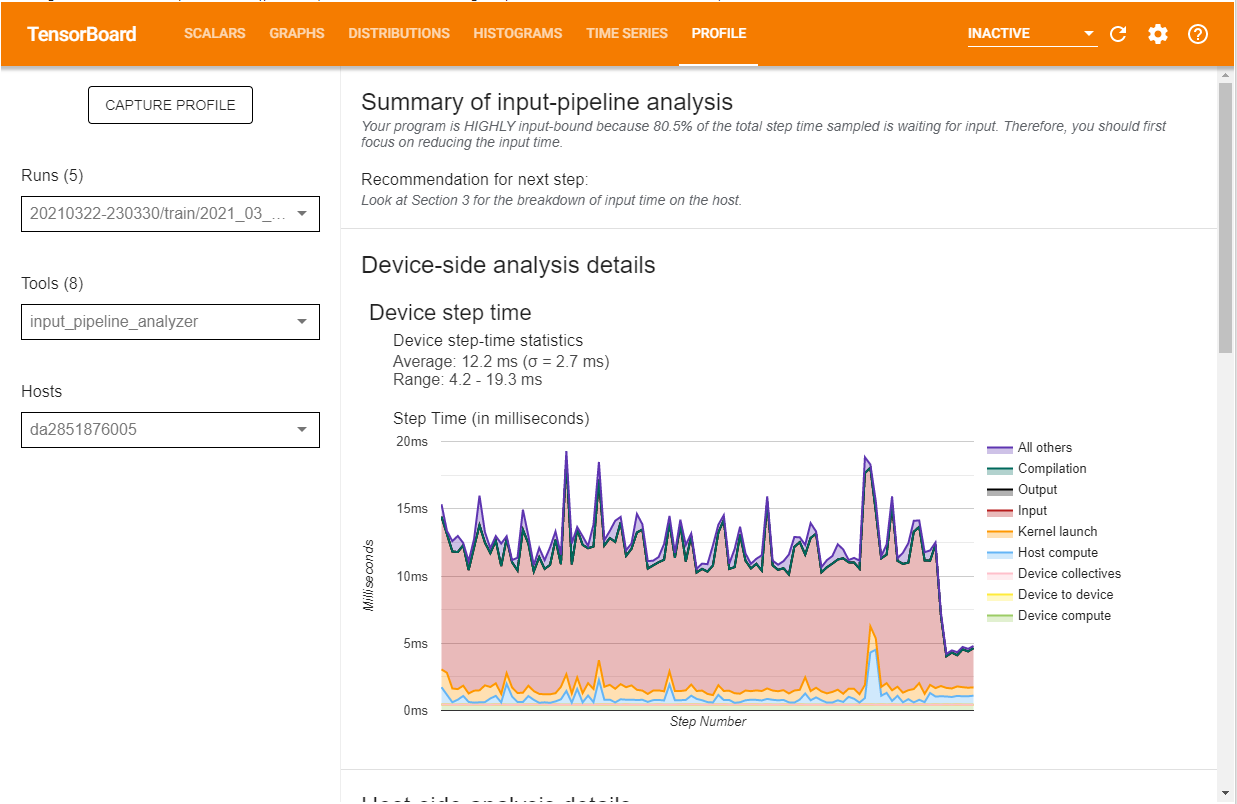 TensorBoard
SCALARS GRAPHS DISTRIBUTIONS HISTOGRAMS TIME SERIES PROFILE
INACTIVE
CAPTURE PROFILE
Runs (5)
20210322-230330/train/2021_03_...
Tools (8)
input_pipeline_analyzer
Hosts
da2851876005
Summary of input-pipeline analysis
Your program is HIGHLY input-bound because 80.5% of the total step time sampled is waiting for input. Therefore, you should first
focus on reducing the input time.
Recommendation for next step:
Look at Section 3 for the breakdown of input time on the host.
Device-side analysis details
Device step time
Device step-time statistics
Average: 12.2 ms (σ = 2.7 ms)
Range: 4.2 - 19.3 ms
Step Time (in milliseconds)
20ms
15ms
10ms
5ms
0ms
Milliseconds
Step Number
All others
Compilation
Output
Input
Kernel launch
Host compute
Device collectives
Device to device
Device compute
Host-side analysis details